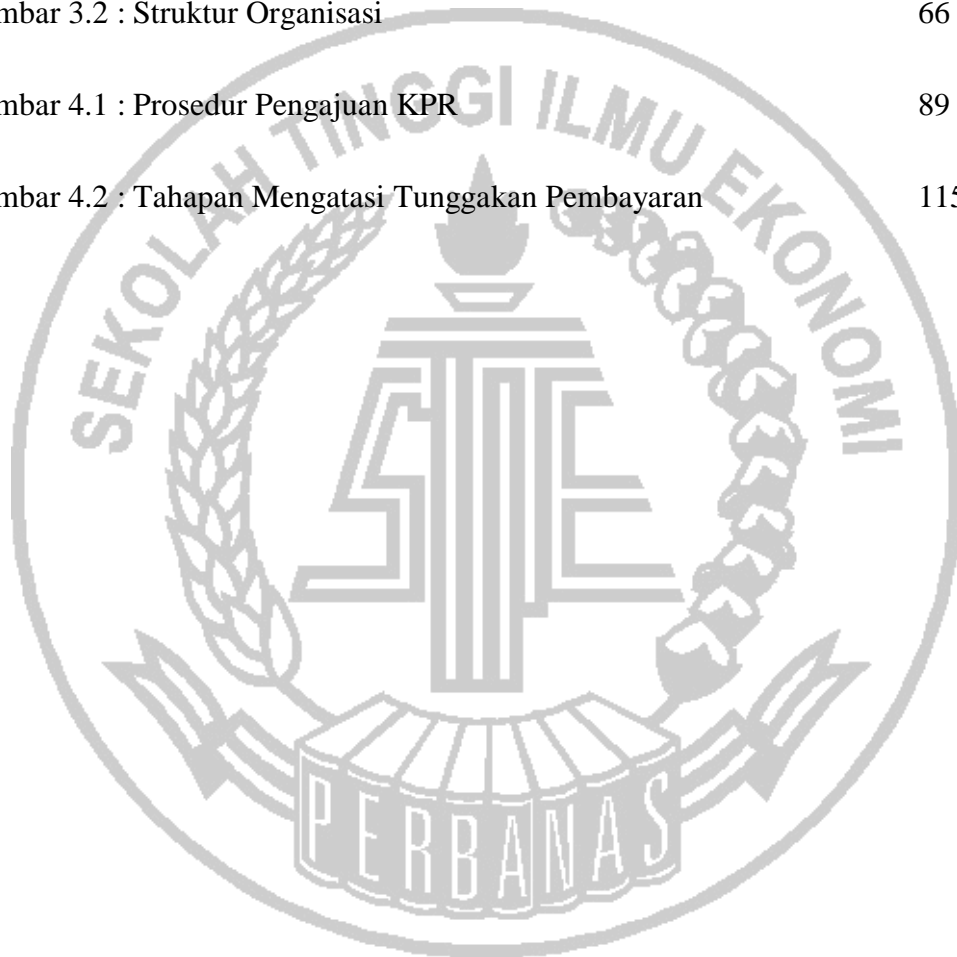 mbar 3.2 : Struktur Organisasi 66
mbar 4.1 : Prosedur Pengajuan KPR 89
mbar 4.2 : Tahapan Mengatasi Tunggakan Pembayaran 115
SEKOLAH TINGGI ILMU EKONOMI
STIE
PERBANAS